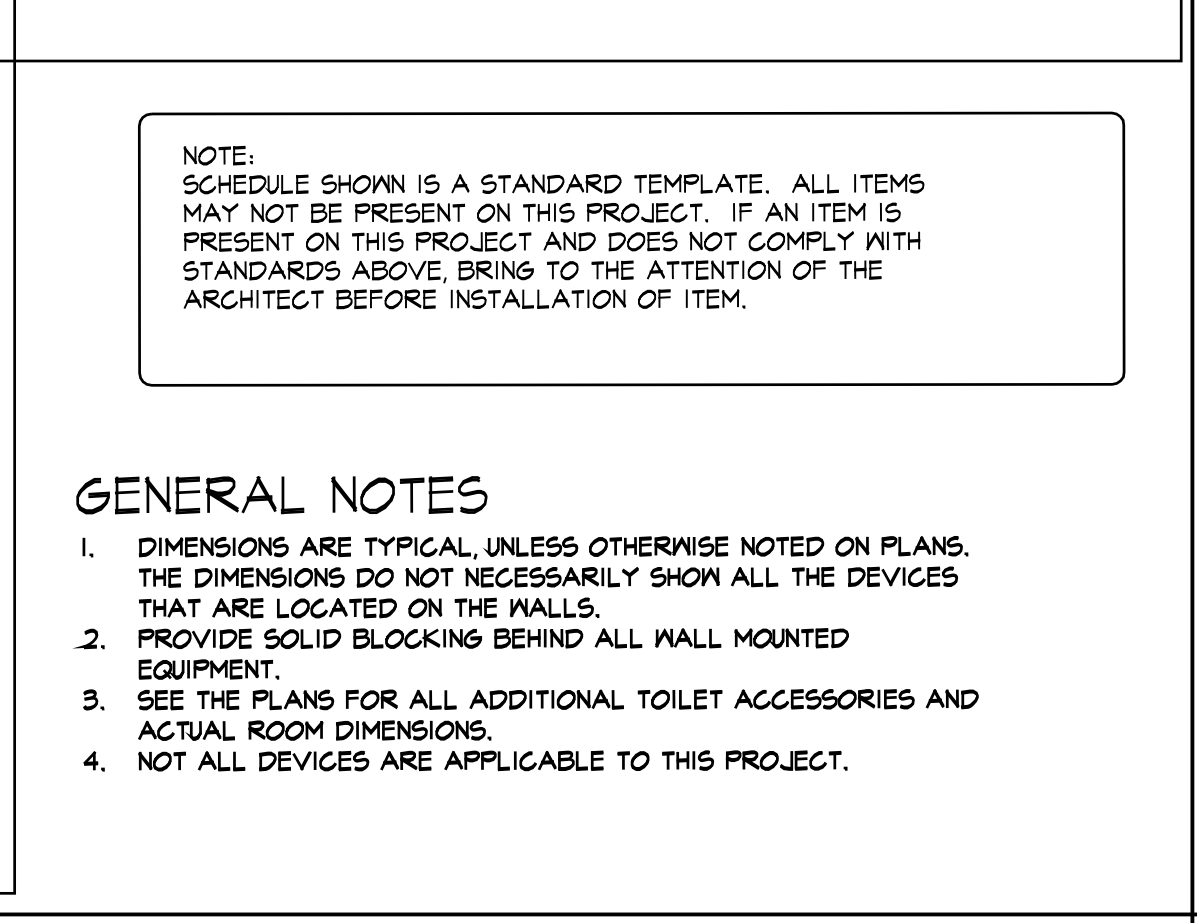 NOTE:
SCHEDULE SHOWN IS A STANDARD TEMPLATE. ALL ITEMS
MAY NOT BE PRESENT ON THIS PROJECT. IF AN ITEM IS
PRESENT ON THIS PROJECT AND DOES NOT COMPLY WITH
STANDARDS ABOVE, BRING TO THE ATTENTION OF THE
ARCHITECT BEFORE INSTALLATION OF ITEM.
GENERAL NOTES
1. DIMENSIONS ARE TYPICAL, UNLESS OTHERWISE NOTED ON PLANS.
THE DIMENSIONS DO NOT NECESSARILY SHOW ALL THE DEVICES
THAT ARE LOCATED ON THE WALLS.
2. PROVIDE SOLID BLOCKING BEHIND ALL WALL MOUNTED
EQUIPMENT.
3. SEE THE PLANS FOR ALL ADDITIONAL TOILET ACCESSORIES AND
ACTUAL ROOM DIMENSIONS.
4. NOT ALL DEVICES ARE APPLICABLE TO THIS PROJECT.